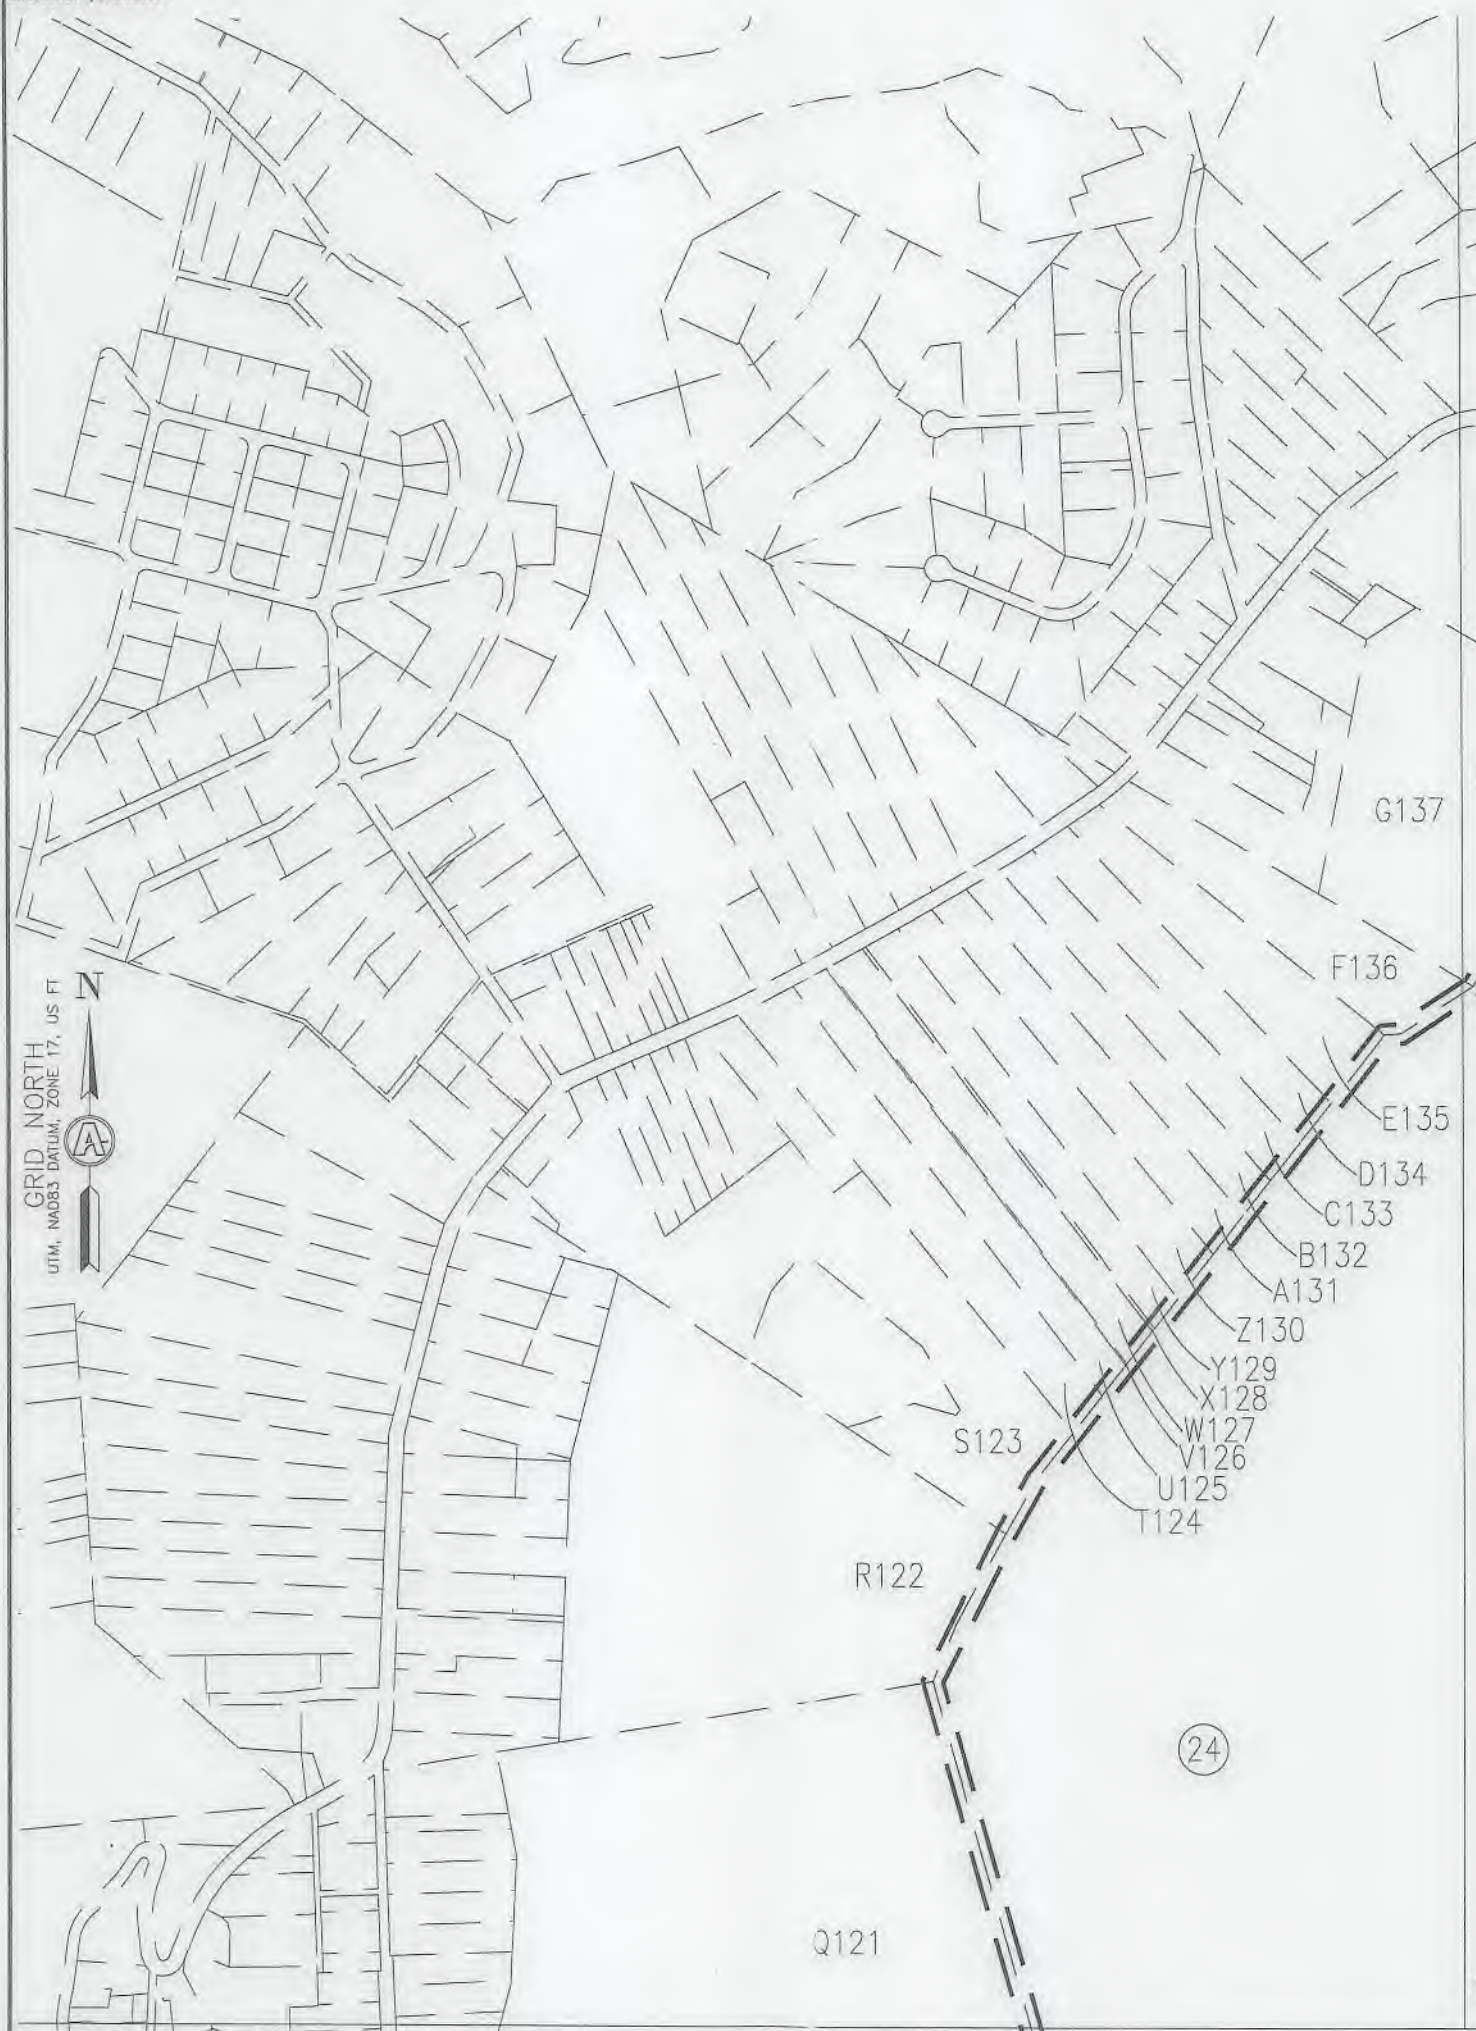 G137
F136
N
GRID NORTH
UTM, NAD83 DATUM, ZONE 17, US FT
A
E135
D134
C133
B132
A131
Z130
Y129
X128
W127
V126
U125
T124
S123
R122
24
Q121